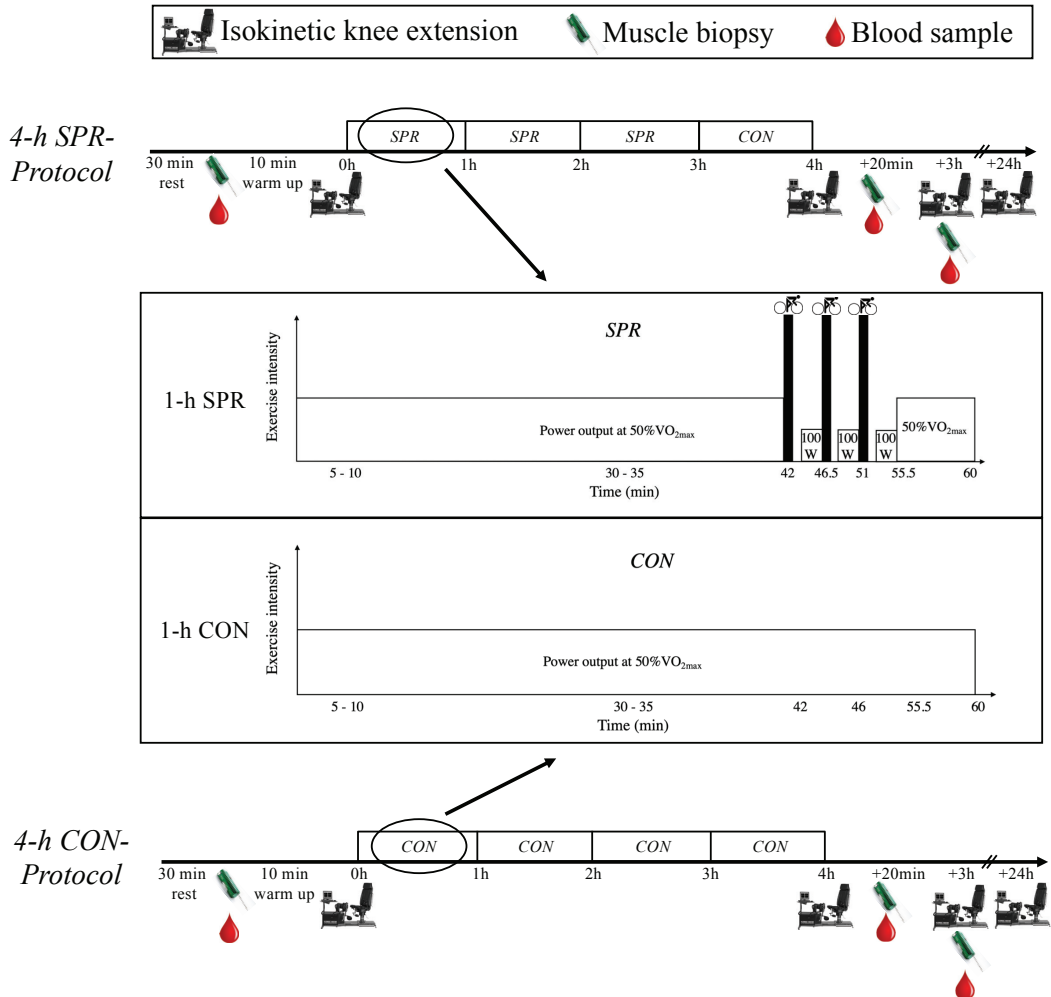 Isokinetic knee extension Muscle biopsy Blood sample
4-h SPR-
Protocol
SPR SPR SPR CON
30 min
rest
10 min
warm up
0h 1h 2h 3h 4h +20min +3h +24h
1-h SPR
SPR
Exercise intensity
Power output at 50%VO2max
100
W
100
W
100
W
50%VO2max
5 - 10 30 - 35 42 46.5 51 55.5 60
Time (min)
1-h CON
CON
Exercise intensity
Power output at 50%VO2max
5 - 10 30 - 35 42 46 55.5 60
Time (min)
4-h CON-
Protocol
CON CON CON CON
30 min
rest
10 min
warm up
0h 1h 2h 3h 4h +20min +3h +24h